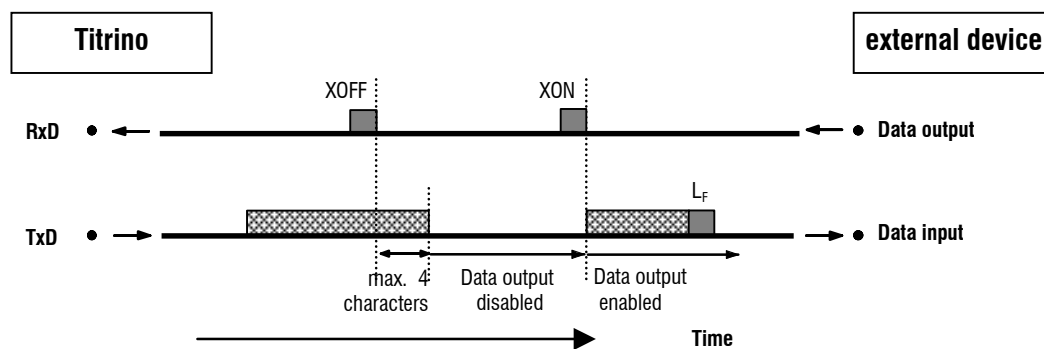 Titrino
external device
XOFF
XON
RxD
Data output
L_F
TxD
Data input
max. 4
characters
Data output
disabled
Data output
enabled
Time